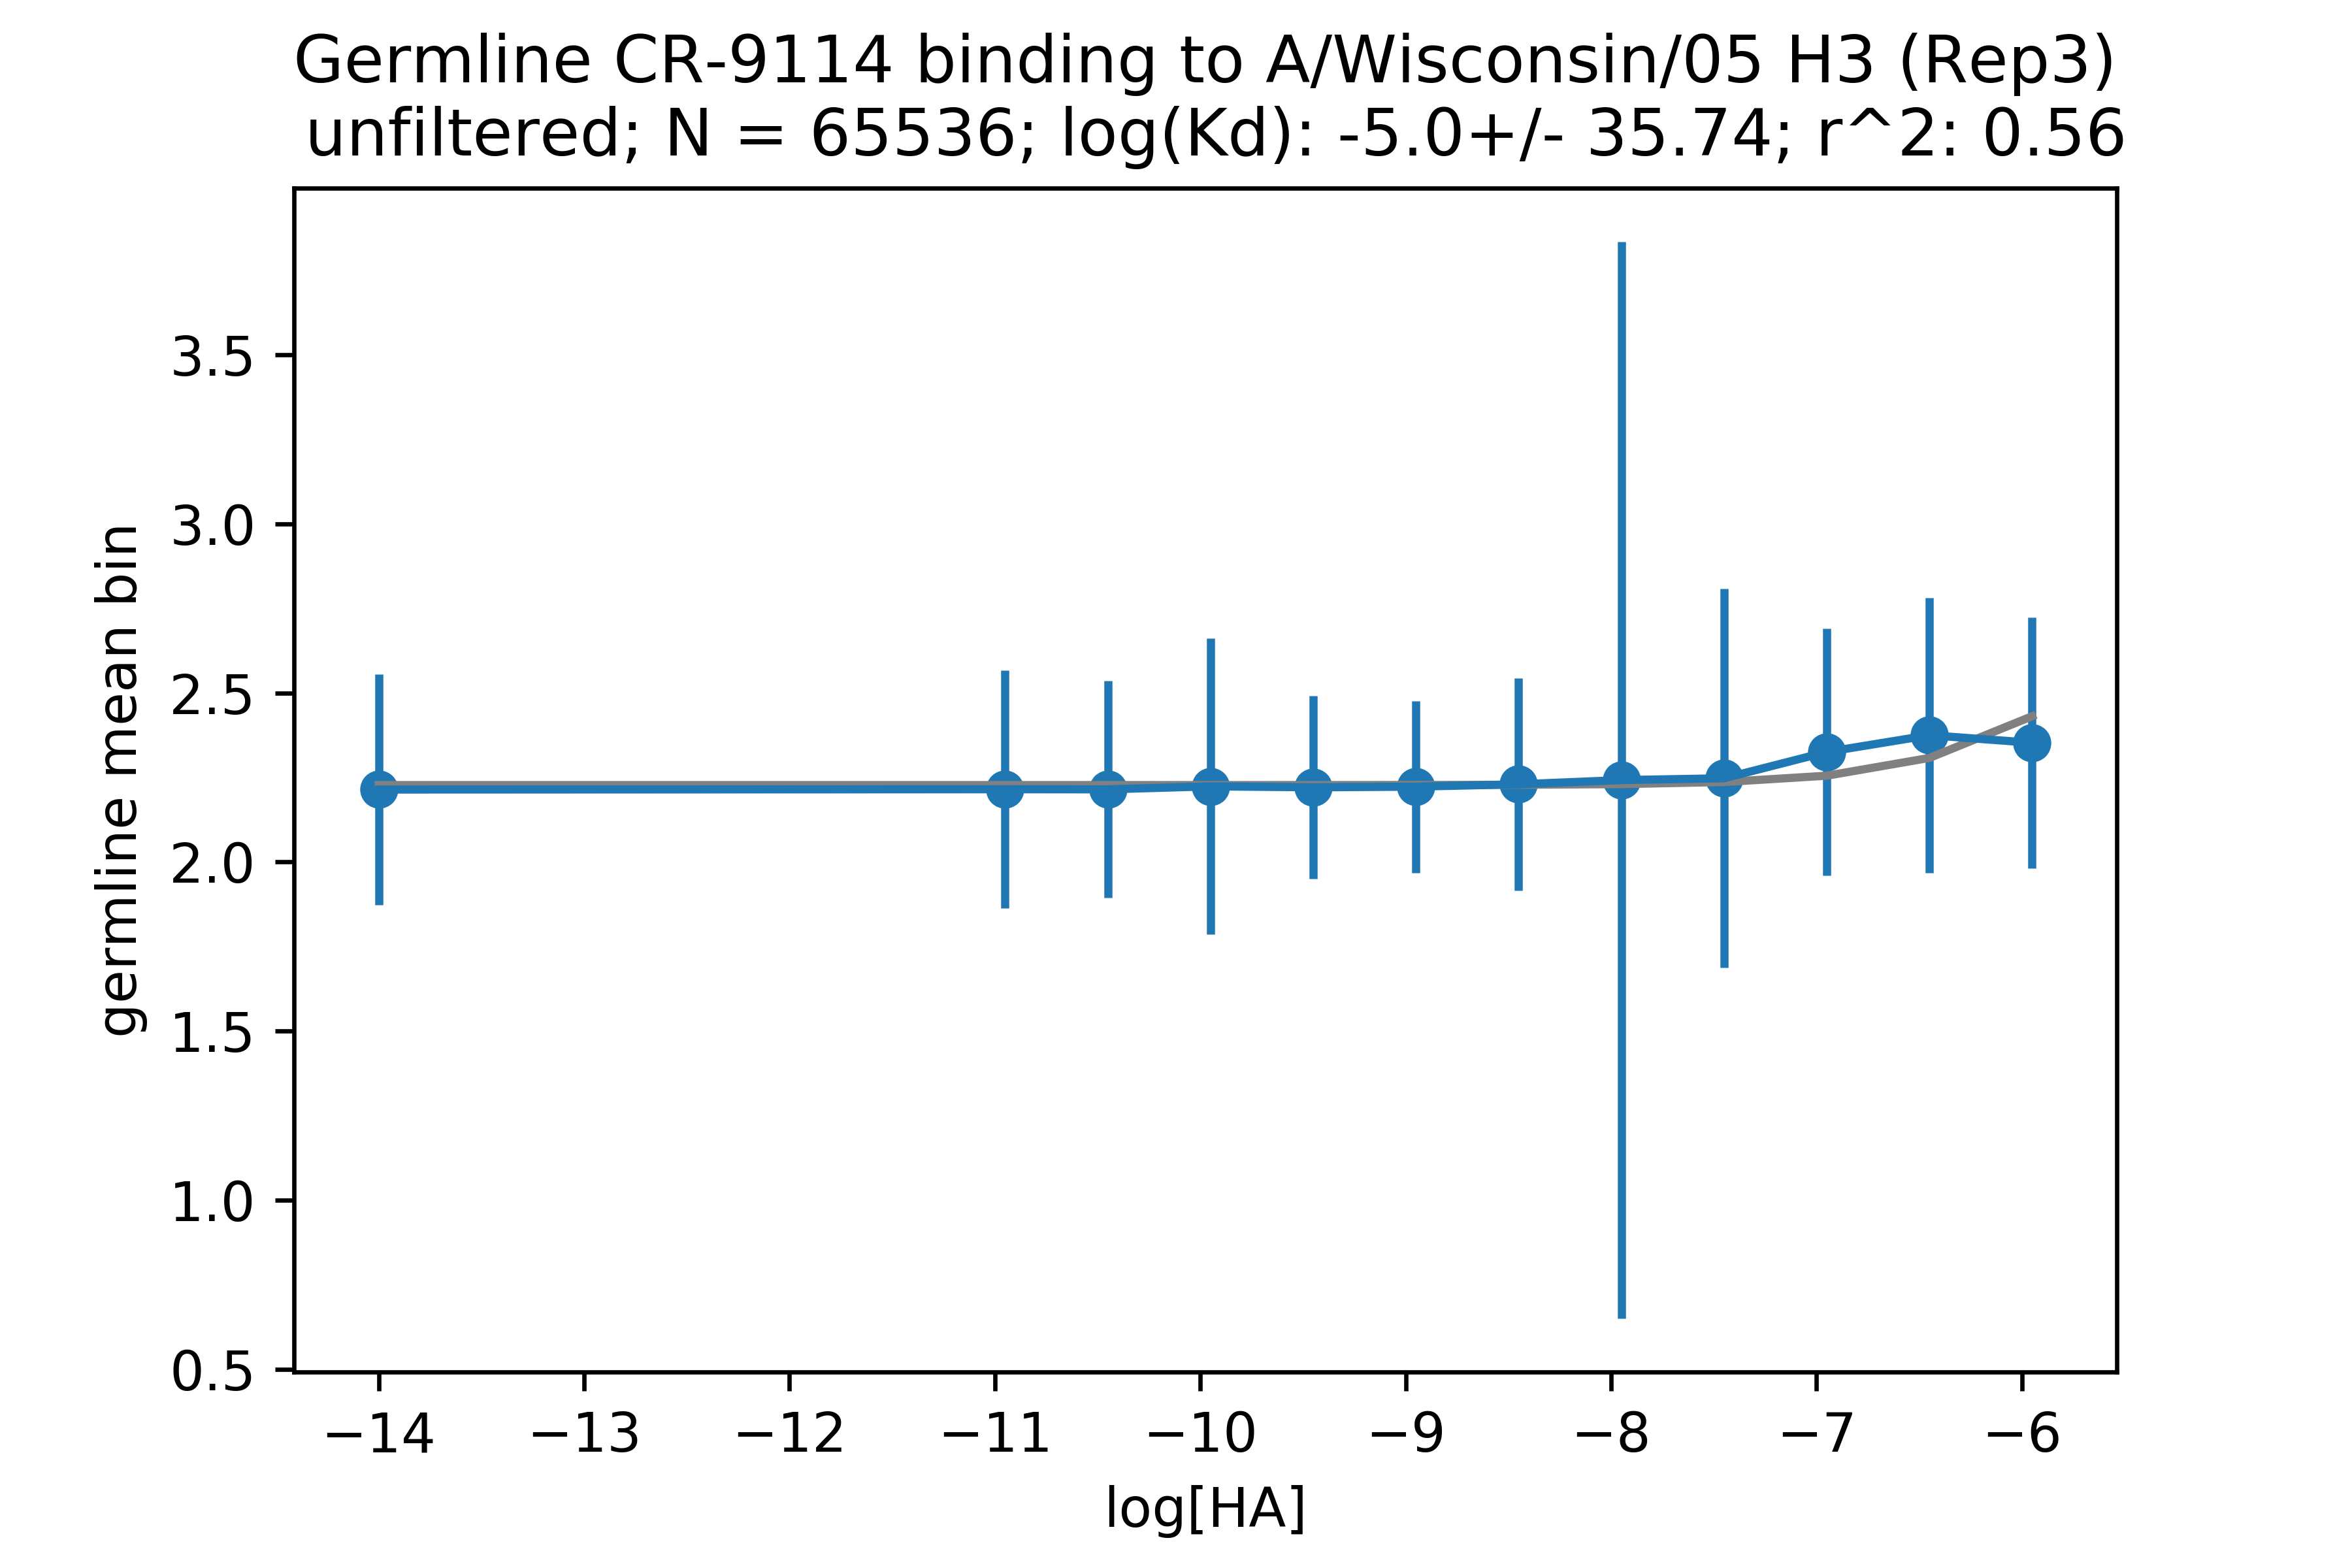 Germline CR-9114 binding to A/Wisconsin/05 H3 (Rep3)
unfiltered; N = 65536; log(Kd): -5.0+/- 35.74; r^2: 0.56
germline mean bin
3.5
3.0
2.5
2.0
1.5
1.0
0.5
−14 −13 −12 −11 −10 −9 −8 −7 −6
log[HA]